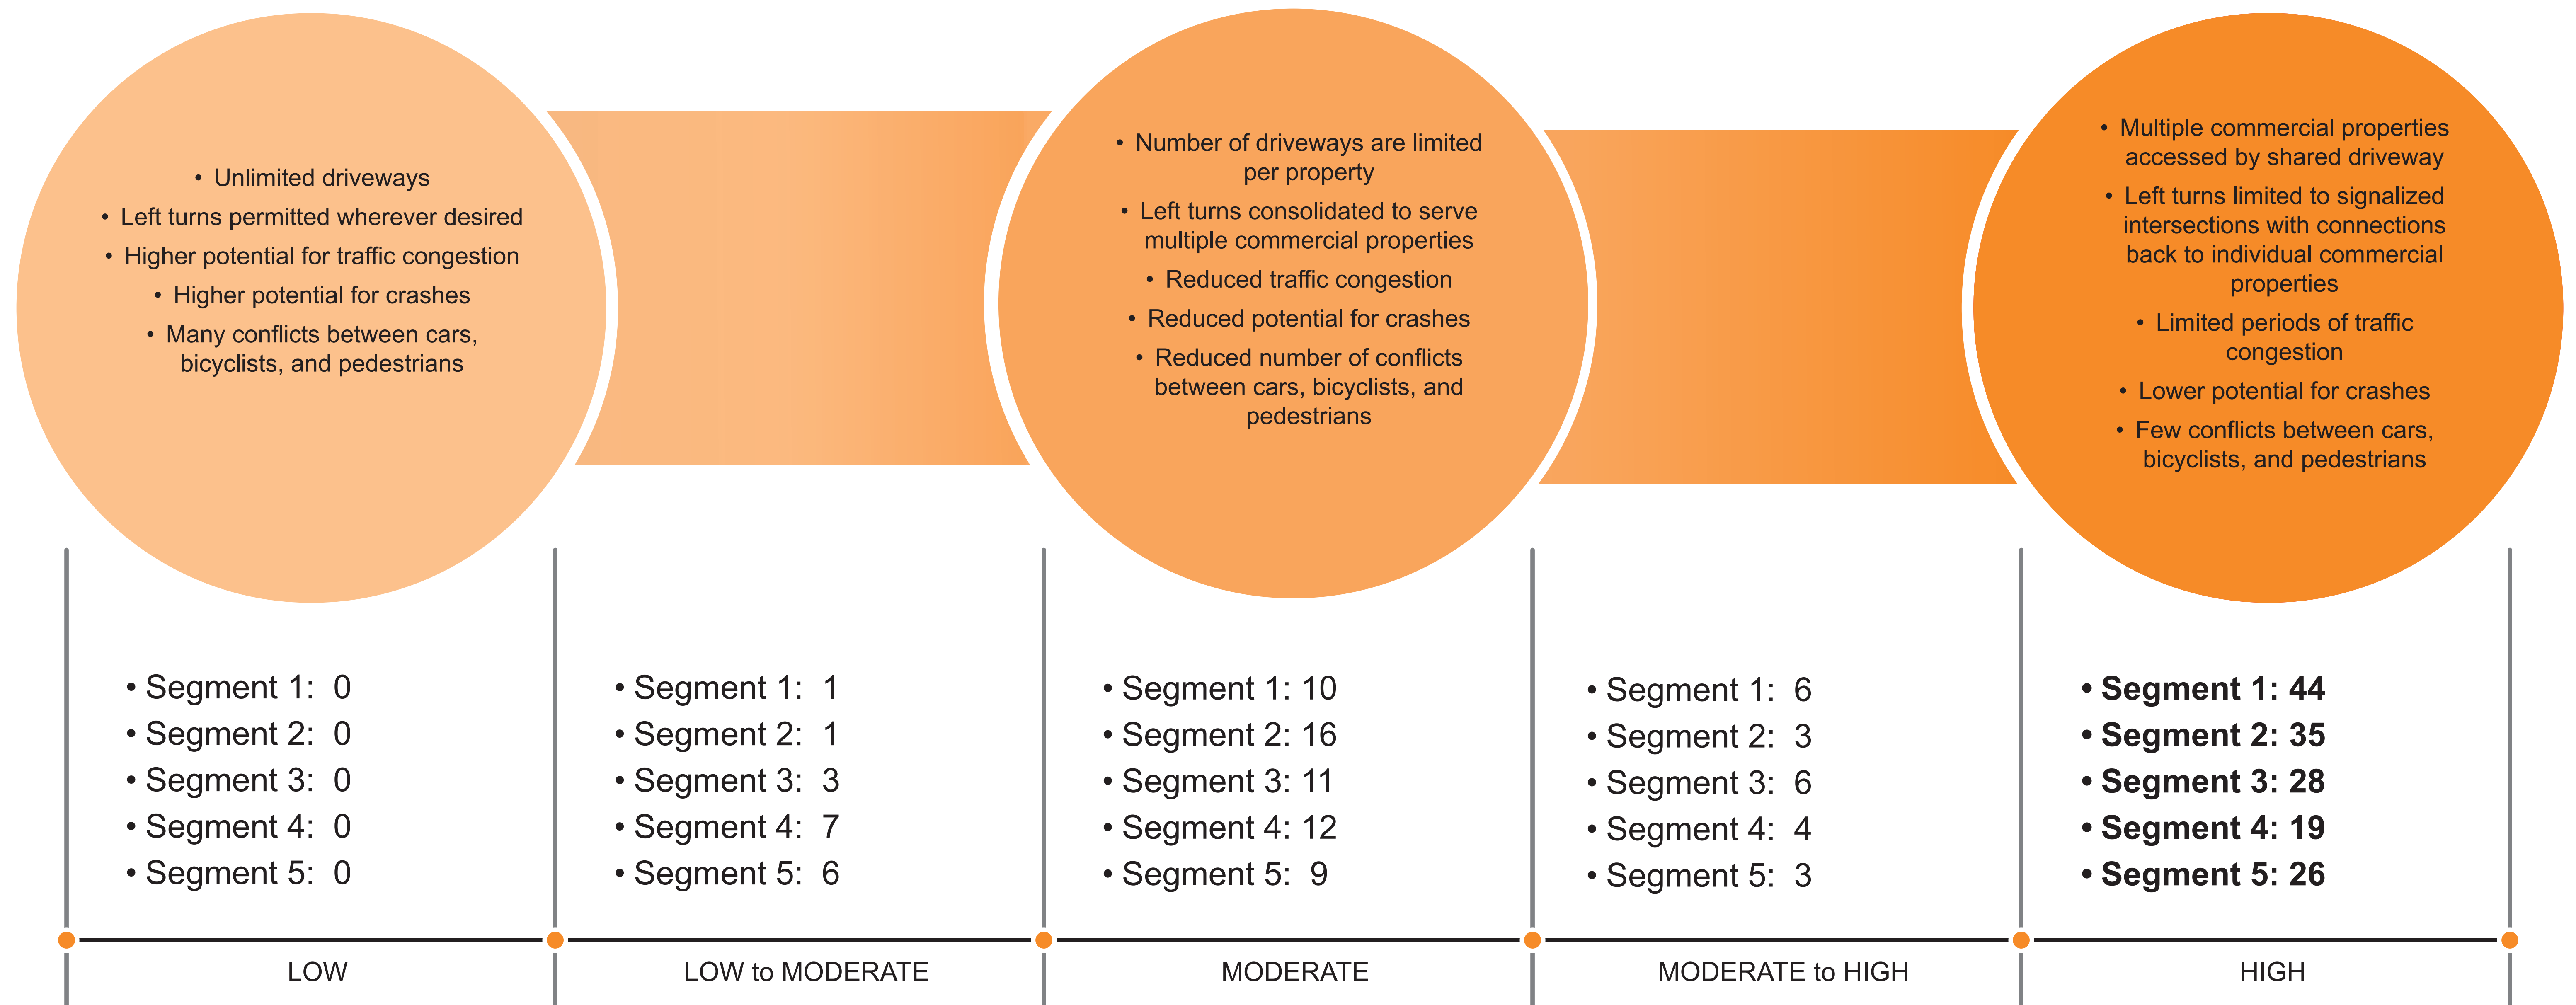 • Unlimited driveways
• Left turns permitted wherever desired
• Higher potential for traffic congestion
• Higher potential for crashes
• Many conflicts between cars,
bicyclists, and pedestrians
• Number of driveways are limited
per property
• Left turns consolidated to serve
multiple commercial properties
• Reduced traffic congestion
• Reduced potential for crashes
• Reduced number of conflicts
between cars, bicyclists, and
pedestrians
• Multiple commercial properties
accessed by shared driveway
• Left turns limited to signalized
intersections with connections
back to individual commercial
properties
• Limited periods of traffic
congestion
• Lower potential for crashes
• Few conflicts between cars,
bicyclists, and pedestrians
• Segment 1: 0
• Segment 2: 0
• Segment 3: 0
• Segment 4: 0
• Segment 5: 0
• Segment 1: 1
• Segment 2: 1
• Segment 3: 3
• Segment 4: 7
• Segment 5: 6
• Segment 1: 10
• Segment 2: 16
• Segment 3: 11
• Segment 4: 12
• Segment 5: 9
• Segment 1: 6
• Segment 2: 3
• Segment 3: 6
• Segment 4: 4
• Segment 5: 3
• Segment 1: 44
• Segment 2: 35
• Segment 3: 28
• Segment 4: 19
• Segment 5: 26
LOW
LOW to MODERATE
MODERATE
MODERATE to HIGH
HIGH